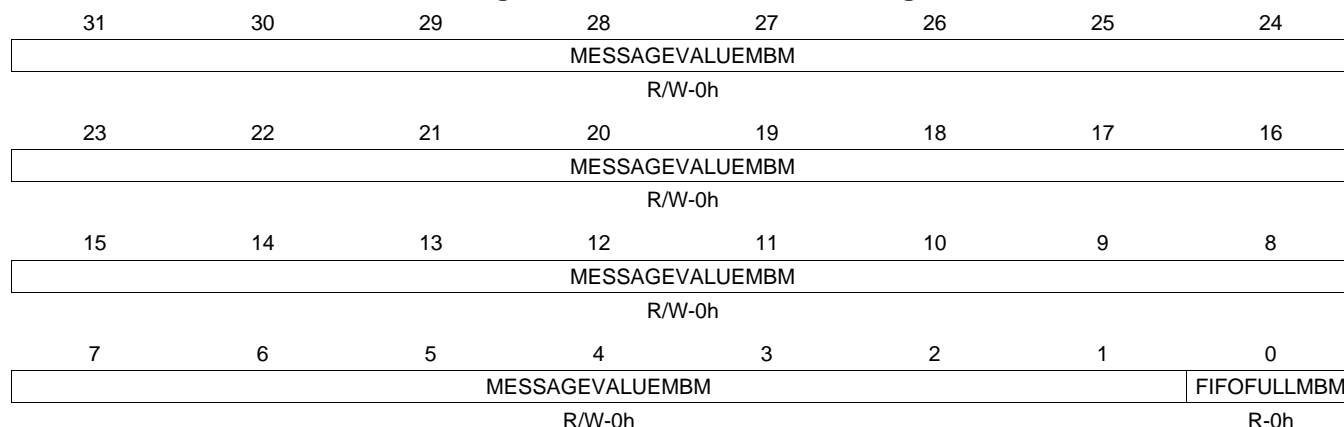 31 30 29 28 27 26 25 24
MESSAGEVALUEMBM
R/W-0h
23 22 21 20 19 18 17 16
MESSAGEVALUEMBM
R/W-0h
15 14 13 12 11 10 9 8
MESSAGEVALUEMBM
R/W-0h
7 6 5 4 3 2 1 0
MESSAGEVALUEMBM FIFOFULLMBM
R/W-0h R-0h